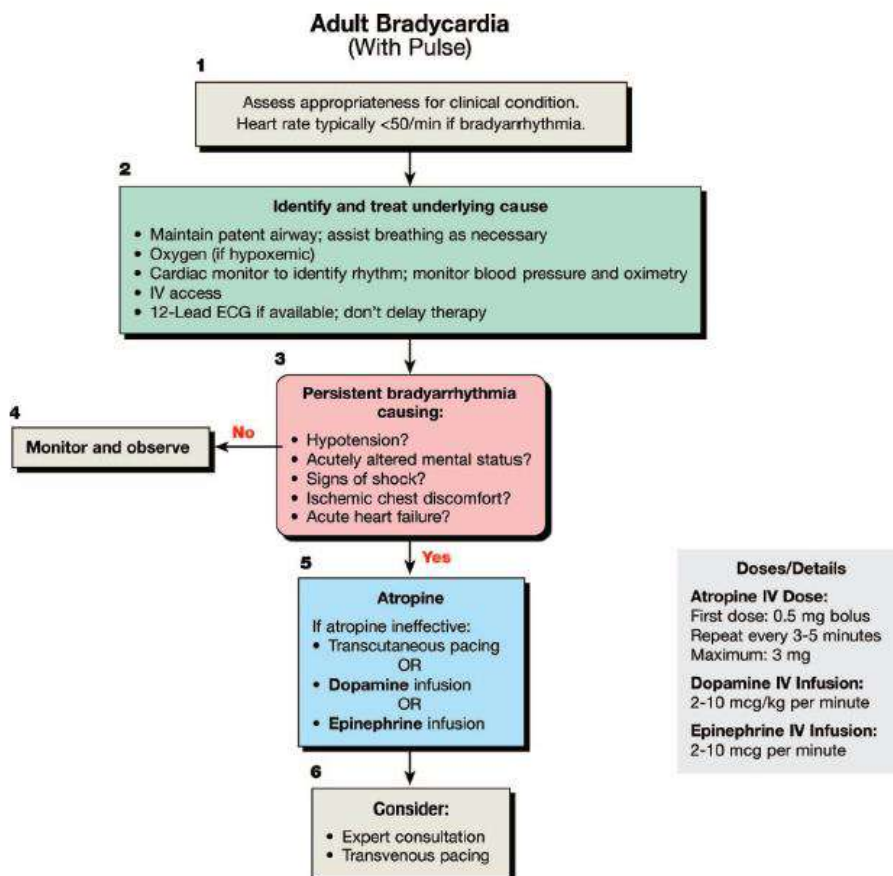 Adult Bradycardia
(With Pulse)
1
Assess appropriateness for clinical condition.
Heart rate typically <50/min if bradyarrhythmia.
2
Identify and treat underlying cause
• Maintain patent airway; assist breathing as necessary
• Oxygen (if hypoxemic)
• Cardiac monitor to identify rhythm; monitor blood pressure and oximetry
• IV access
• 12-Lead ECG if available; don't delay therapy
3
Persistent bradyarrhythmia
causing:
• Hypotension?
• Acutely altered mental status?
• Signs of shock?
• Ischemic chest discomfort?
• Acute heart failure?
No
4
Monitor and observe
Yes
5
Atropine
If atropine ineffective:
• Transcutaneous pacing
OR
• Dopamine infusion
OR
• Epinephrine infusion
6
Consider:
• Expert consultation
• Transvenous pacing
Doses/Details
Atropine IV Dose:
First dose: 0.5 mg bolus
Repeat every 3-5 minutes
Maximum: 3 mg
Dopamine IV Infusion:
2-10 mcg/kg per minute
Epinephrine IV Infusion:
2-10 mcg per minute